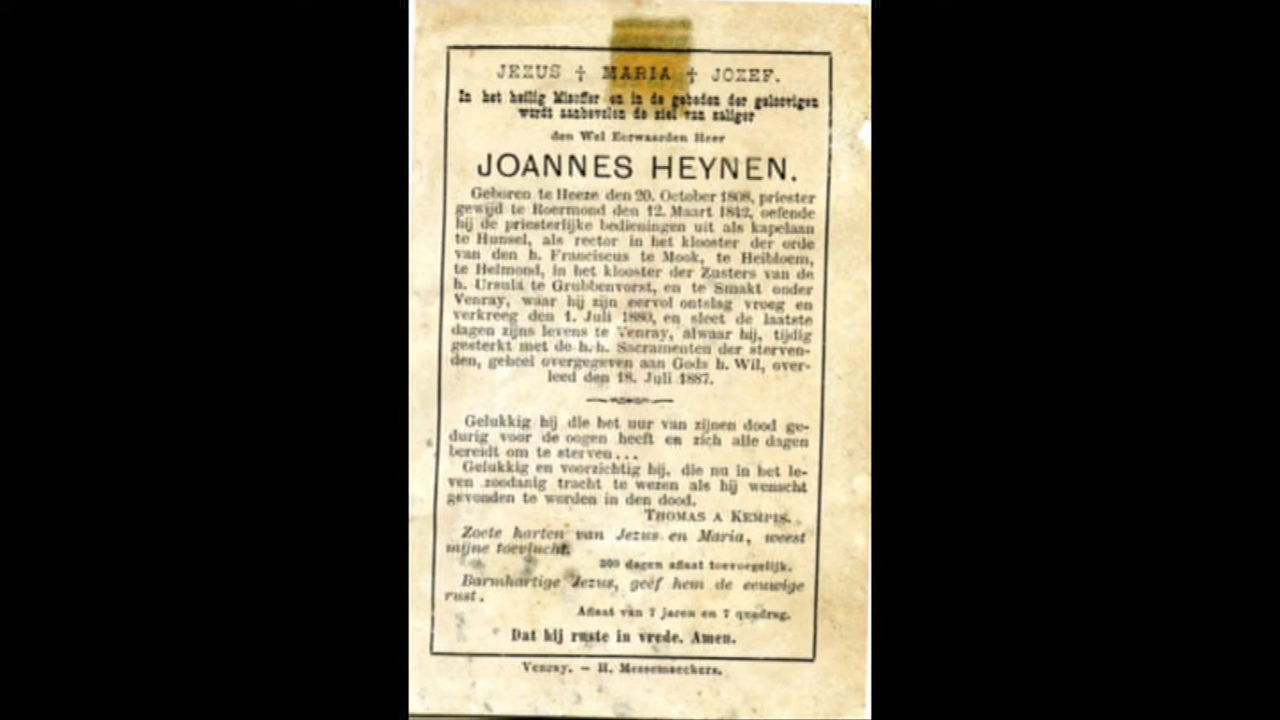 JEZUS † MARIA † JOZEF.
In het heilig Misoffer en in de gebeden der geloovigen
wordt aanbevolen de ziel van zaliger
den Wel Eerwaarden Heer
JOANNES HEYNEN.
Geboren te Heeze den 20. October 1808, priester
gewijd te Roermond den 12. Maart 1842, oefende
hij de priesterlijke bedieningen uit als kapelaan
te Hunsel, als rector in het klooster der orde
van den h. Franciscus te Mook, te Heibloem,
te Helmond, in het klooster der Zusters van de
h. Ursula te Grubbenvorst, en te Smakt onder
Venray, waar hij zijn eervol ontslag vroeg en
verkreeg den 1. Juli 1880, en sleet de laatste
dagen zijns levens te Venray, alwaar hij, tijdig
gesterkt met de h.h. Sacramenten der sterven-
den, geheel overgegeven aan Gods h. Wil, over-
leed den 18. Juli 1887.
Gelukkig hij die het uur van zijnen dood ge-
durig voor de oogen heeft en zich alle dagen
bereidt om te sterven...
Gelukkig en voorzichtig hij, die nu in het le-
ven zoodanig tracht te wezen als hij wenscht
gevonden te worden in den dood.
THOMAS A KEMPIS.
Zoete harten van Jezus en Maria, weest
mijne toevlucht.
300 dagen aflaat toevoegelijk.
Barmhartige Jezus, geef hem de eeuwige
rust.
Aflaat van 7 jaren en 7 quadrag.
Dat hij ruste in vrede. Amen.
Venray. — H. Messemaeckers.